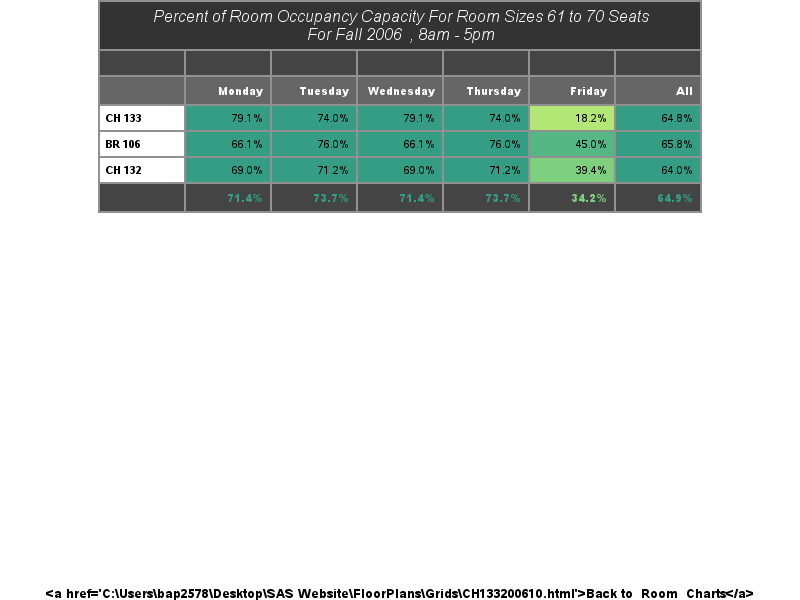 Percent of Room Occupancy Capacity For Room Sizes 61 to 70 Seats
For Fall 2006 , 8am - 5pm
Monday Tuesday Wednesday Thursday Friday All
CH 133 79.1% 74.0% 79.1% 74.0% 18.2% 64.8%
BR 106 66.1% 76.0% 66.1% 76.0% 45.0% 65.8%
CH 132 69.0% 71.2% 69.0% 71.2% 39.4% 64.0%
71.4% 73.7% 71.4% 73.7% 34.2% 64.9%
<a href='C:\Users\bap2578\Desktop\SAS Website\FloorPlans\Grids\CH133200610.html'>Back to Room Charts</a>